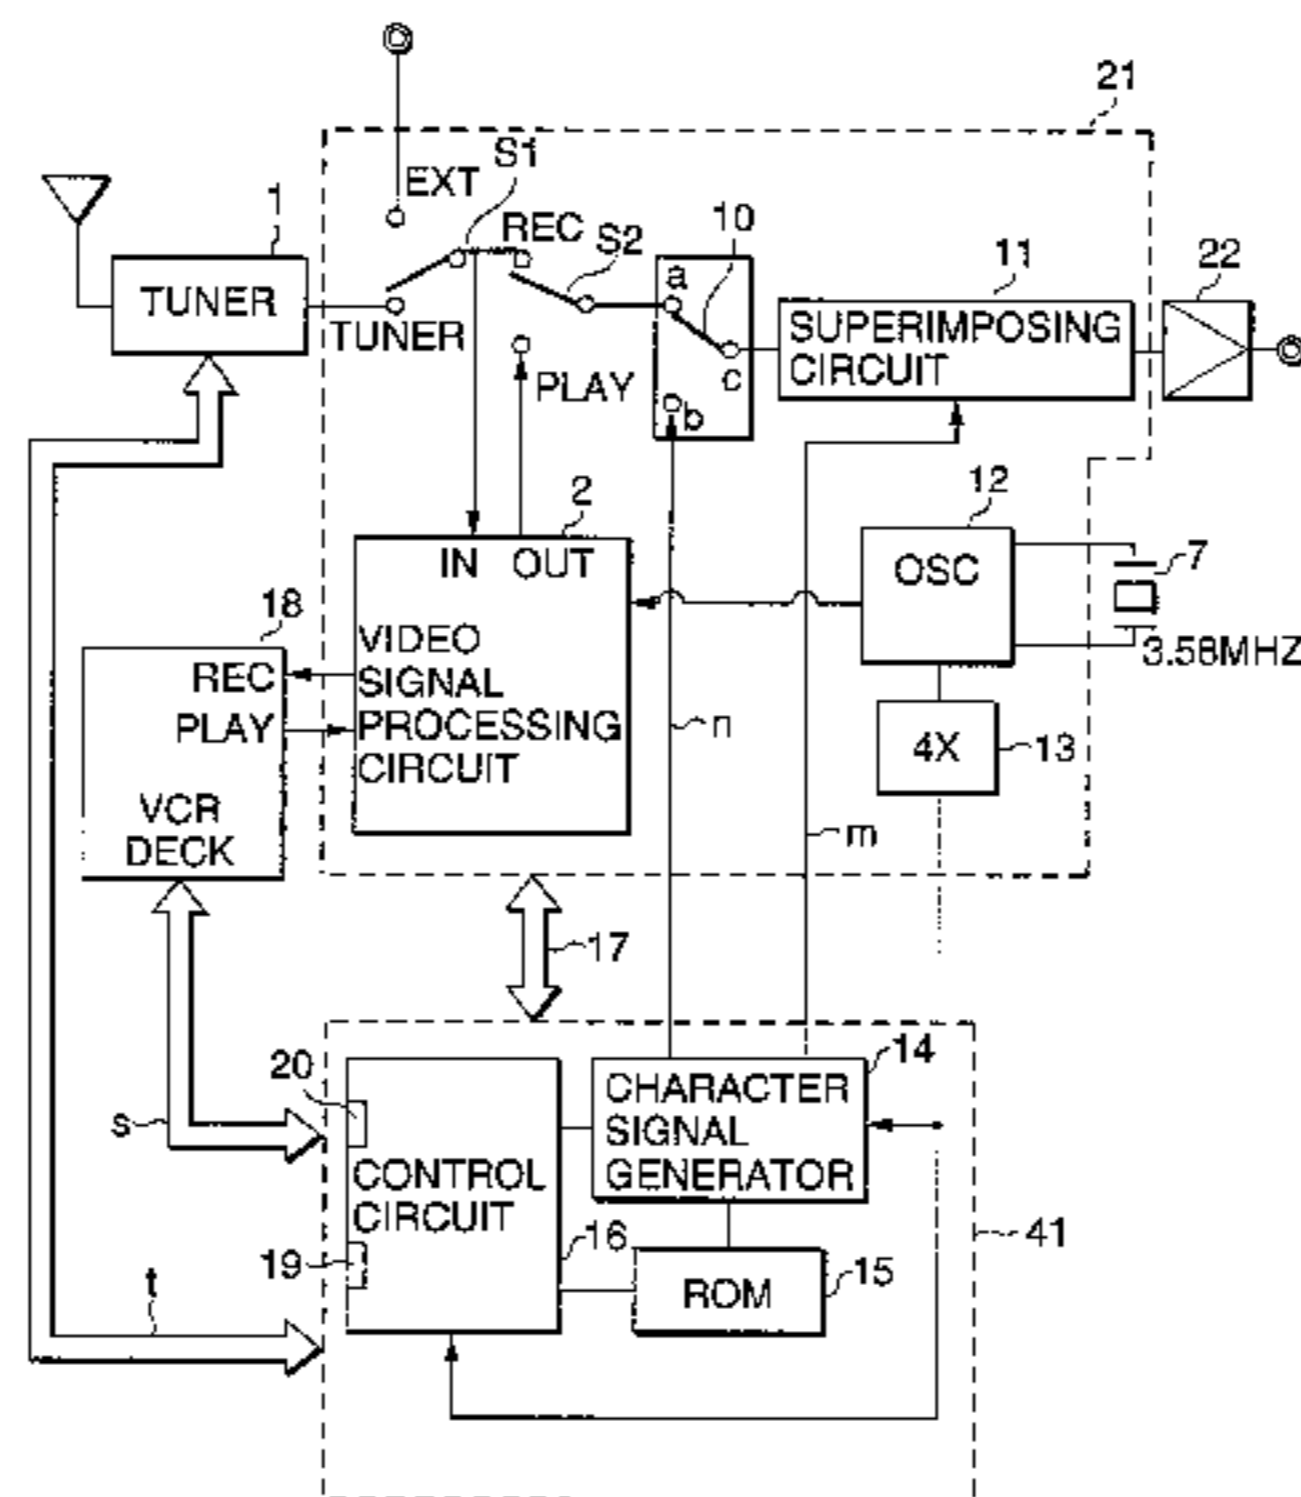 21
S1
EXT
1
REC
S2
10
11
22
TUNER
a
SUPERIMPOSING
CIRCUIT
TUNER
c
PLAY
b
12
2
IN OUT
OSC
7
18
VIDEO
SIGNAL
PROCESSING
CIRCUIT
3.58MHZ
REC
PLAY
n
4X
13
VCR
DECK
m
17
20
14
CHARACTER
SIGNAL
GENERATOR
s
CONTROL
CIRCUIT
16
41
19
t
ROM
15